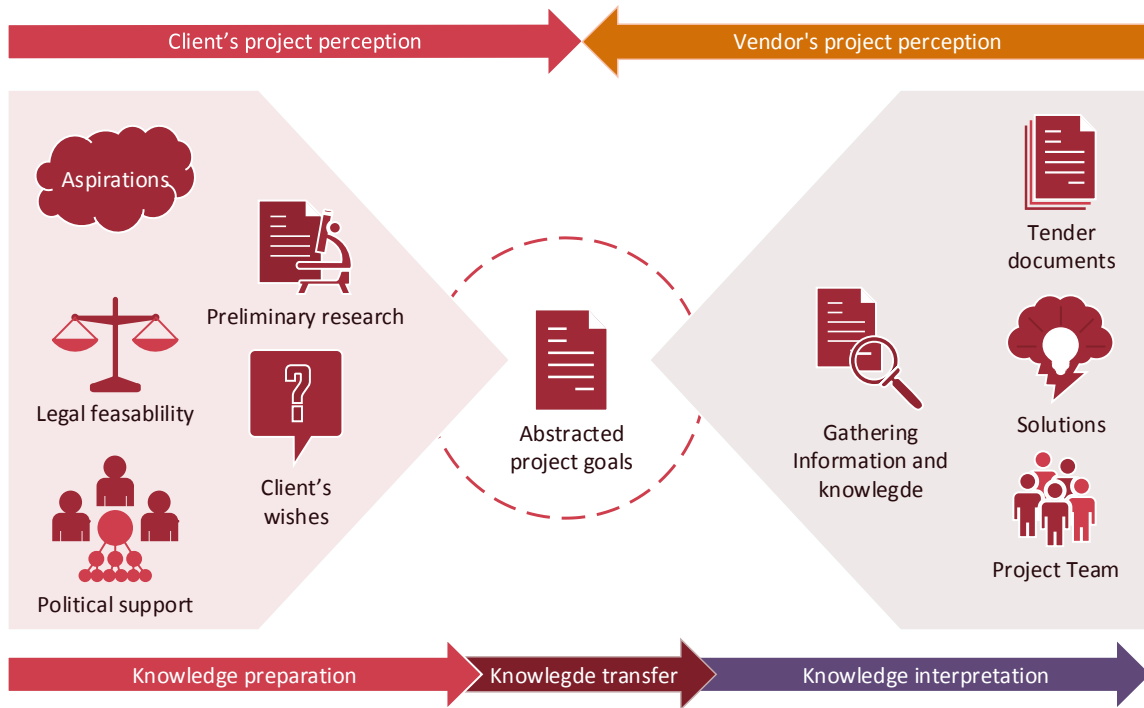 Client's project perception
Vendor's project perception
Aspirations
Preliminary research
Legal feasablility
Client's
wishes
Political support
Abstracted
project goals
Tender
documents
Gathering
Information and
knowlegde
Solutions
Project Team
Knowledge preparation
Knowlegde transfer
Knowledge interpretation